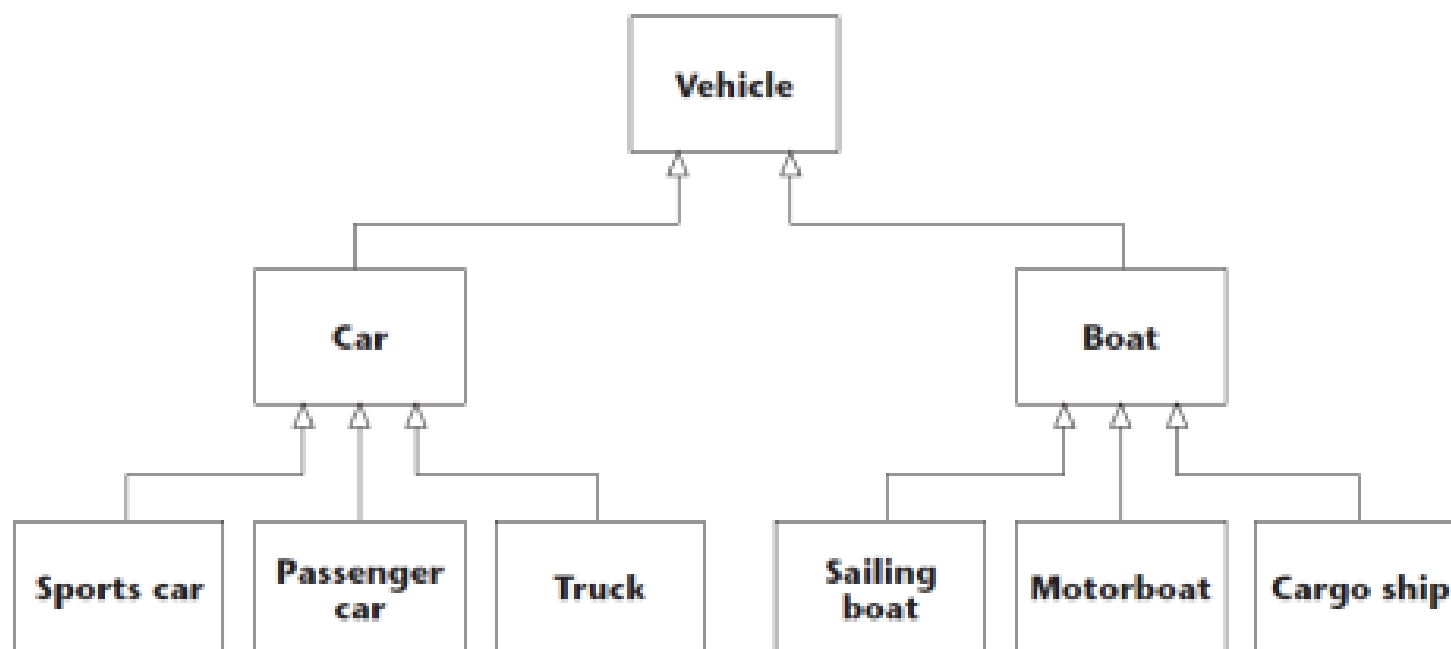 Vehicle
Car
Boat
Sports car
Passenger
car
Truck
Sailing
boat
Motorboat
Cargo ship